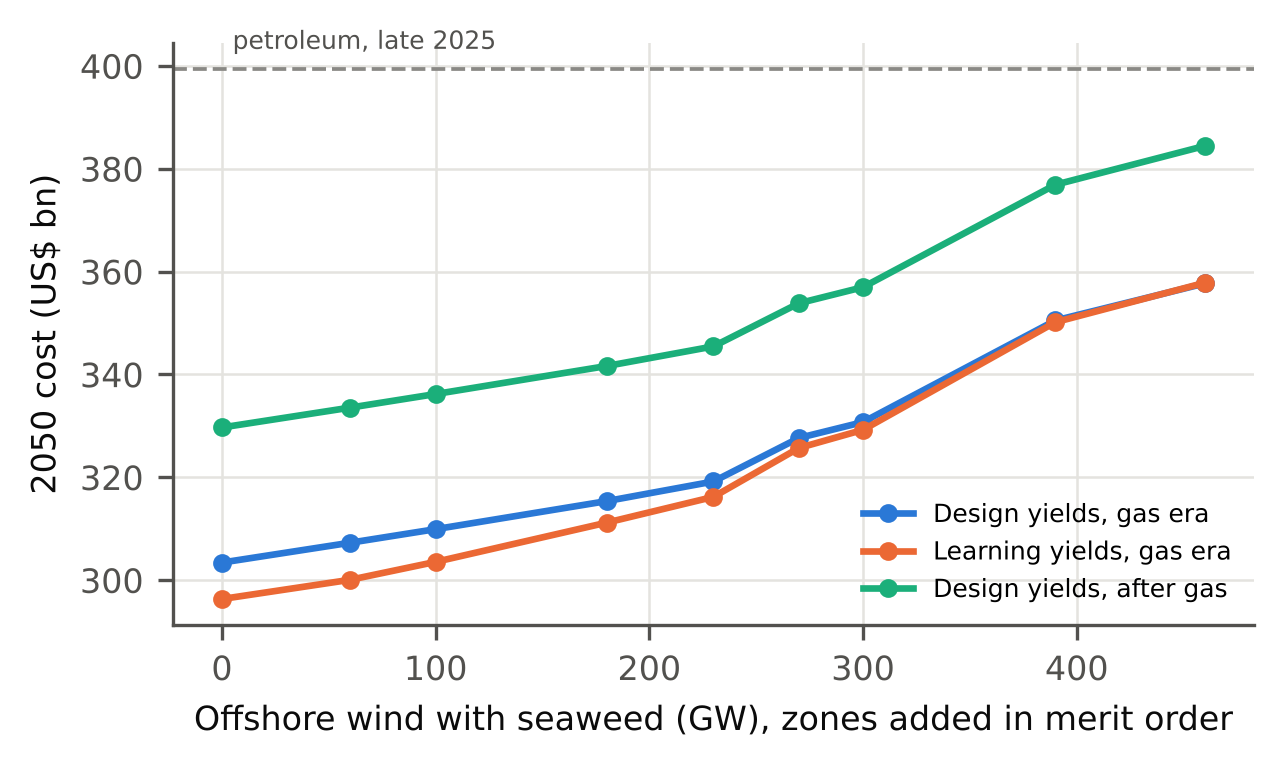 petroleum, late 2025
400
380
360
340
320
300
2050 cost (US$ bn)
Design yields, gas era
Learning yields, gas era
Design yields, after gas
0 100 200 300 400
Offshore wind with seaweed (GW), zones added in merit order